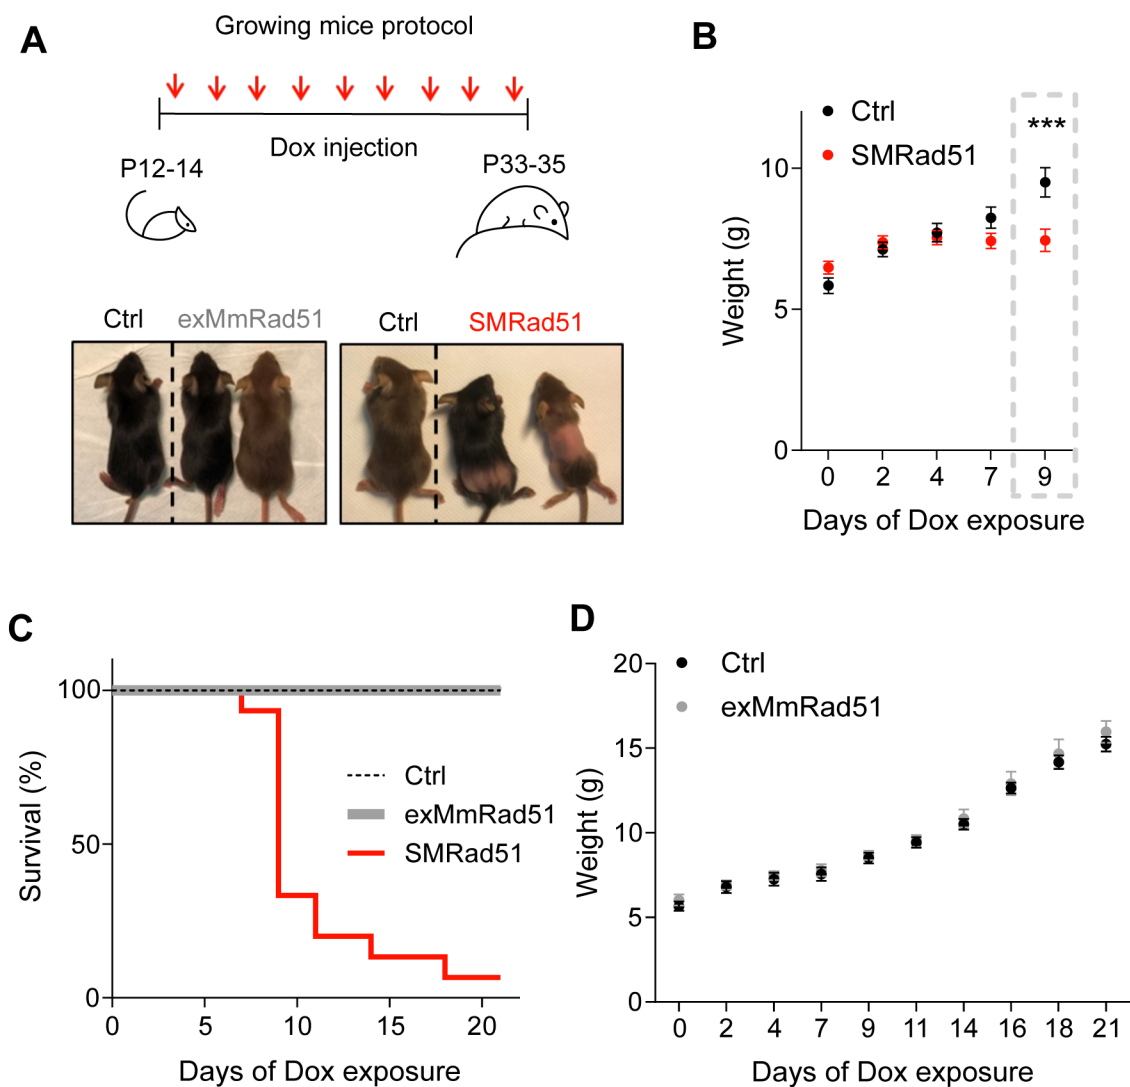 A
Growing mice protocol
Dox injection
P12-14
P33-35
Ctrl
exMmRad51
Ctrl
SMRad51
B
Ctrl
SMRad51
***
10
5
0
Weight (g)
0 2 4 7 9
Days of Dox exposure
C
100
50
0
Survival (%)
Ctrl
exMmRad51
SMRad51
0 5 10 15 20
Days of Dox exposure
D
Ctrl
exMmRad51
20
15
10
5
0
Weight (g)
0 2 4 7 9 11 14 16 18 21
Days of Dox exposure